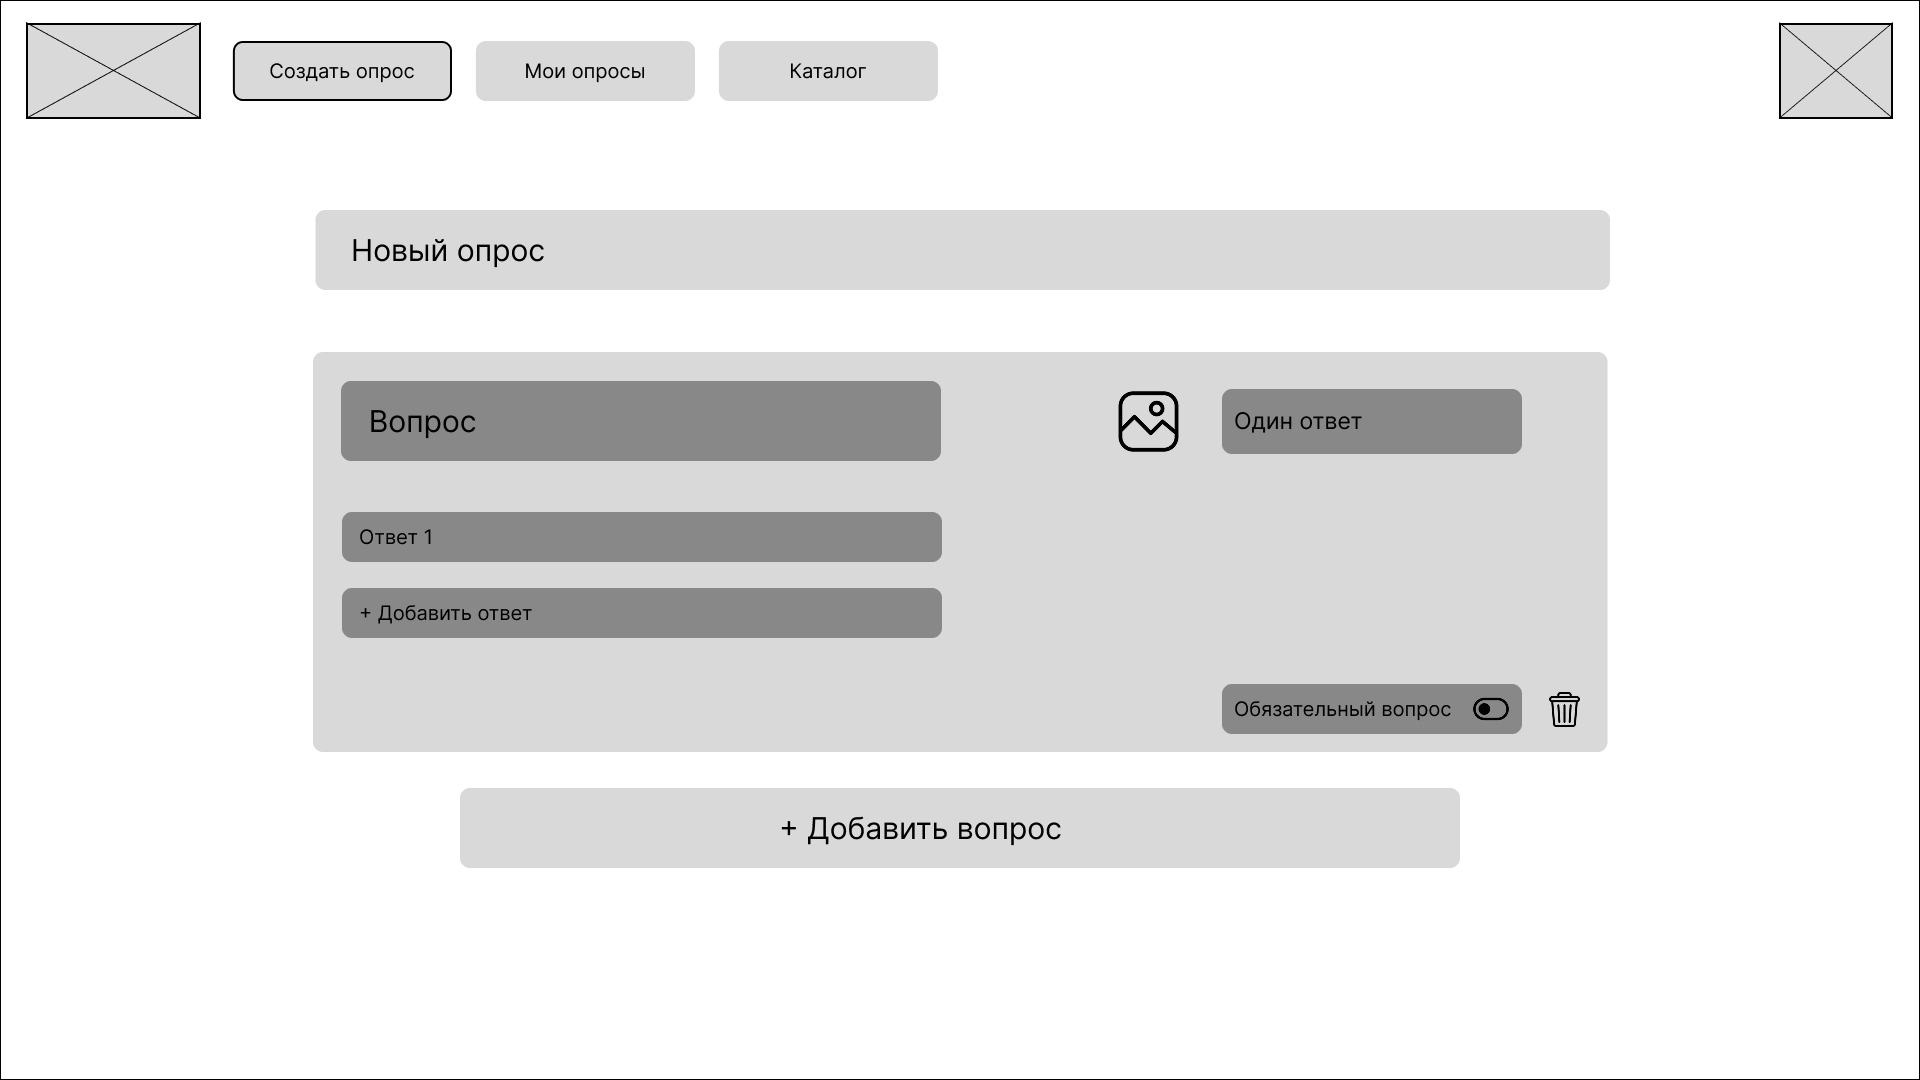 Создать опрос
Мои опросы
Каталог
Новый опрос
Вопрос
Один ответ
Ответ 1
+ Добавить ответ
Обязательный вопрос
+ Добавить вопрос